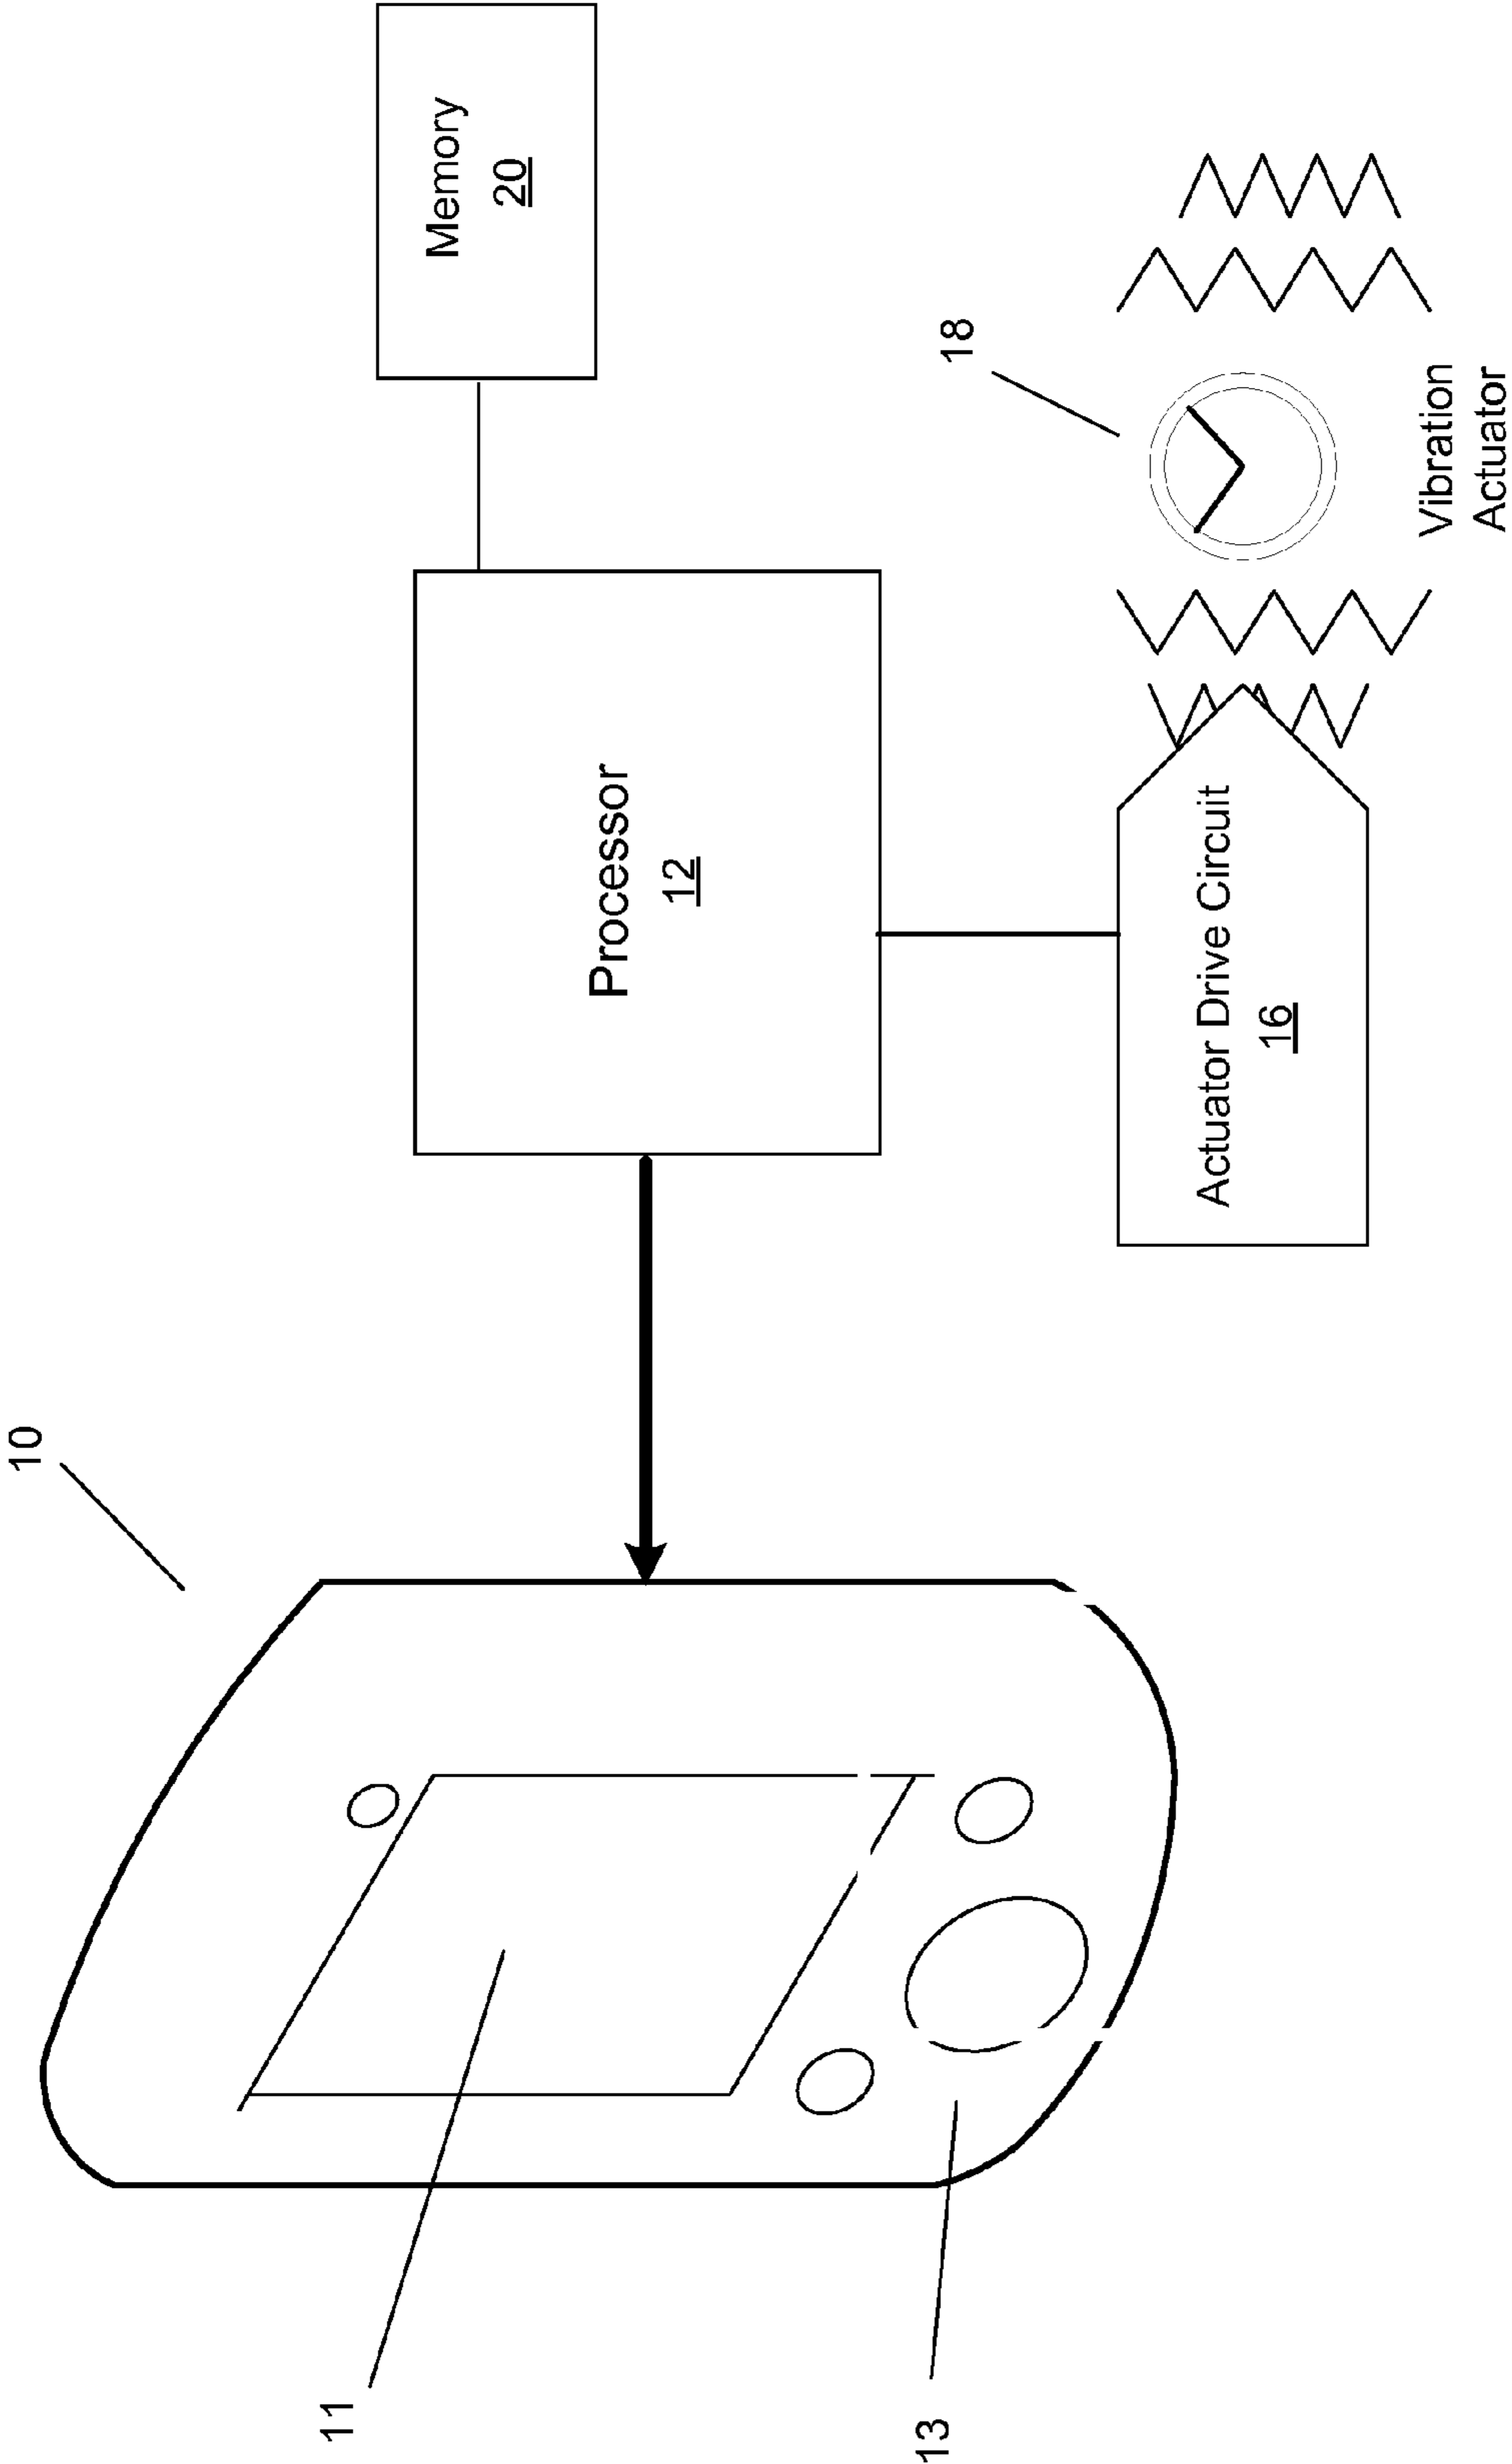 10
11
Memory
20
Processor
12
13
18
Actuator Drive Circuit
16
Vibration
Actuator